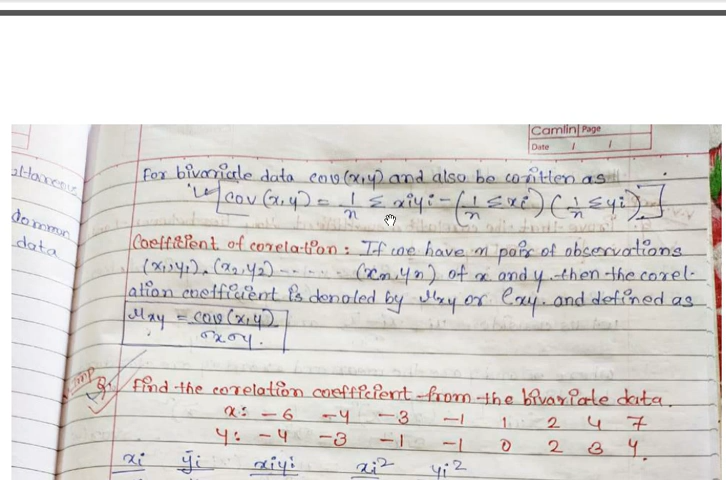 Camlin Page
Date / /
For bivariate data cov(x,y) and also be written as
cov(x,y) = 1/n Σ xiyi - (1/n Σ xi) (1/n Σ yi)
Coefficient of corelation: If we have n pair of observations
(x1,y1), (x2,y2) ------- (xn,yn) of x and y then the corel-
ation coefficient is denoted by rxy or ρxy. and defined as
rxy = cov(x,y) / σx σy.
Imp
Q. Find the corelation coefficient from the bivariate data.
x: -6 -4 -3 -1 1 2 4 7
y: -4 -3 -1 -1 0 2 3 4.
xi yi xiyi xi² yi²
data